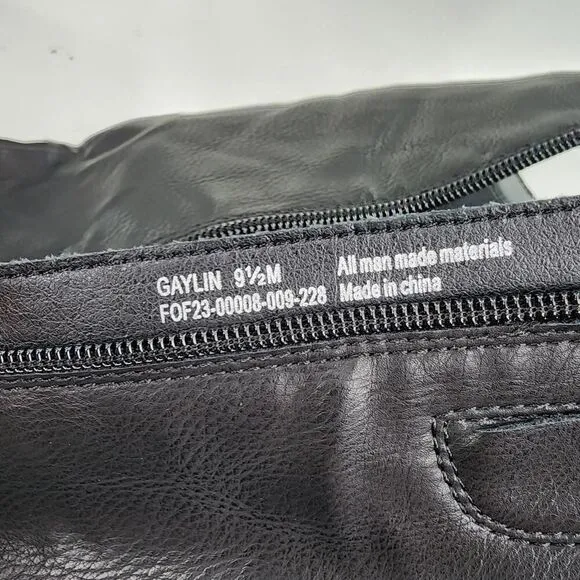 GAYLIN 9½M
FOF23-00008-009-228
All man made materials
Made in china